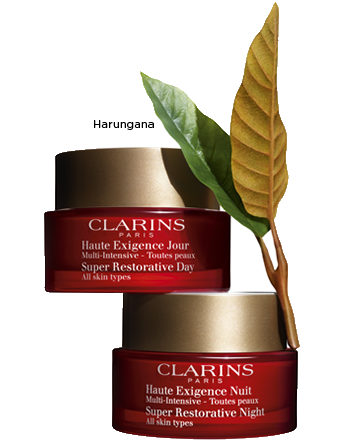 Harungana
CLARINS
PARIS
Haute Exigence Jour
Multi-Intensive - Toutes peaux
Super Restorative Day
All skin types
CLARINS
PARIS
Haute Exigence Nuit
Multi-Intensive - Toutes peaux
Super Restorative Night
All skin types